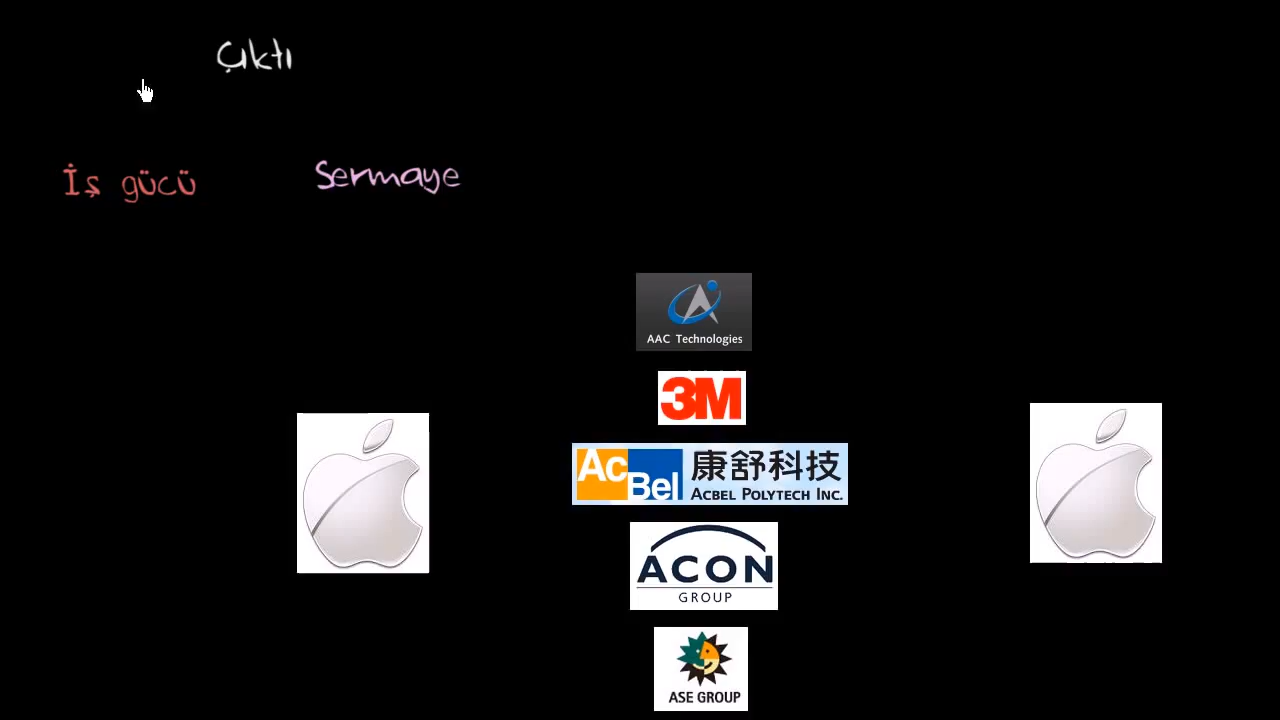 Çıktı
İş gücü
Sermaye
AAC Technologies
3M
AcBel 康舒科技
ACBEL POLYTECH INC.
ACON
GROUP
ASE GROUP